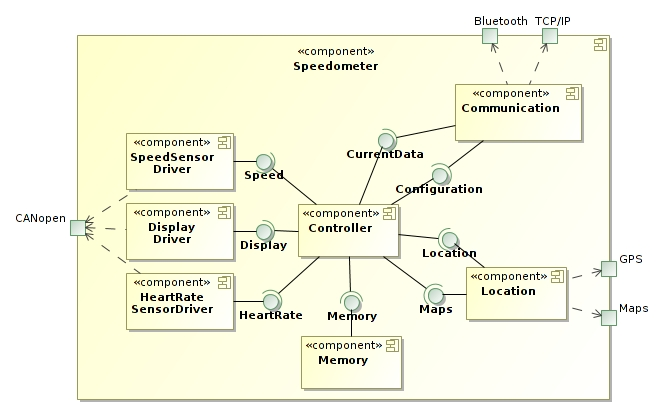 Bluetooth TCP/IP
«component»
Speedometer
«component»
Communication
«component»
SpeedSensor
Driver
Speed
CurrentData
Configuration
CANopen
«component»
Display
Driver
Display
«component»
Controller
Location
GPS
«component»
Location
«component»
HeartRate
SensorDriver
HeartRate
Memory
Maps
Maps
«component»
Memory